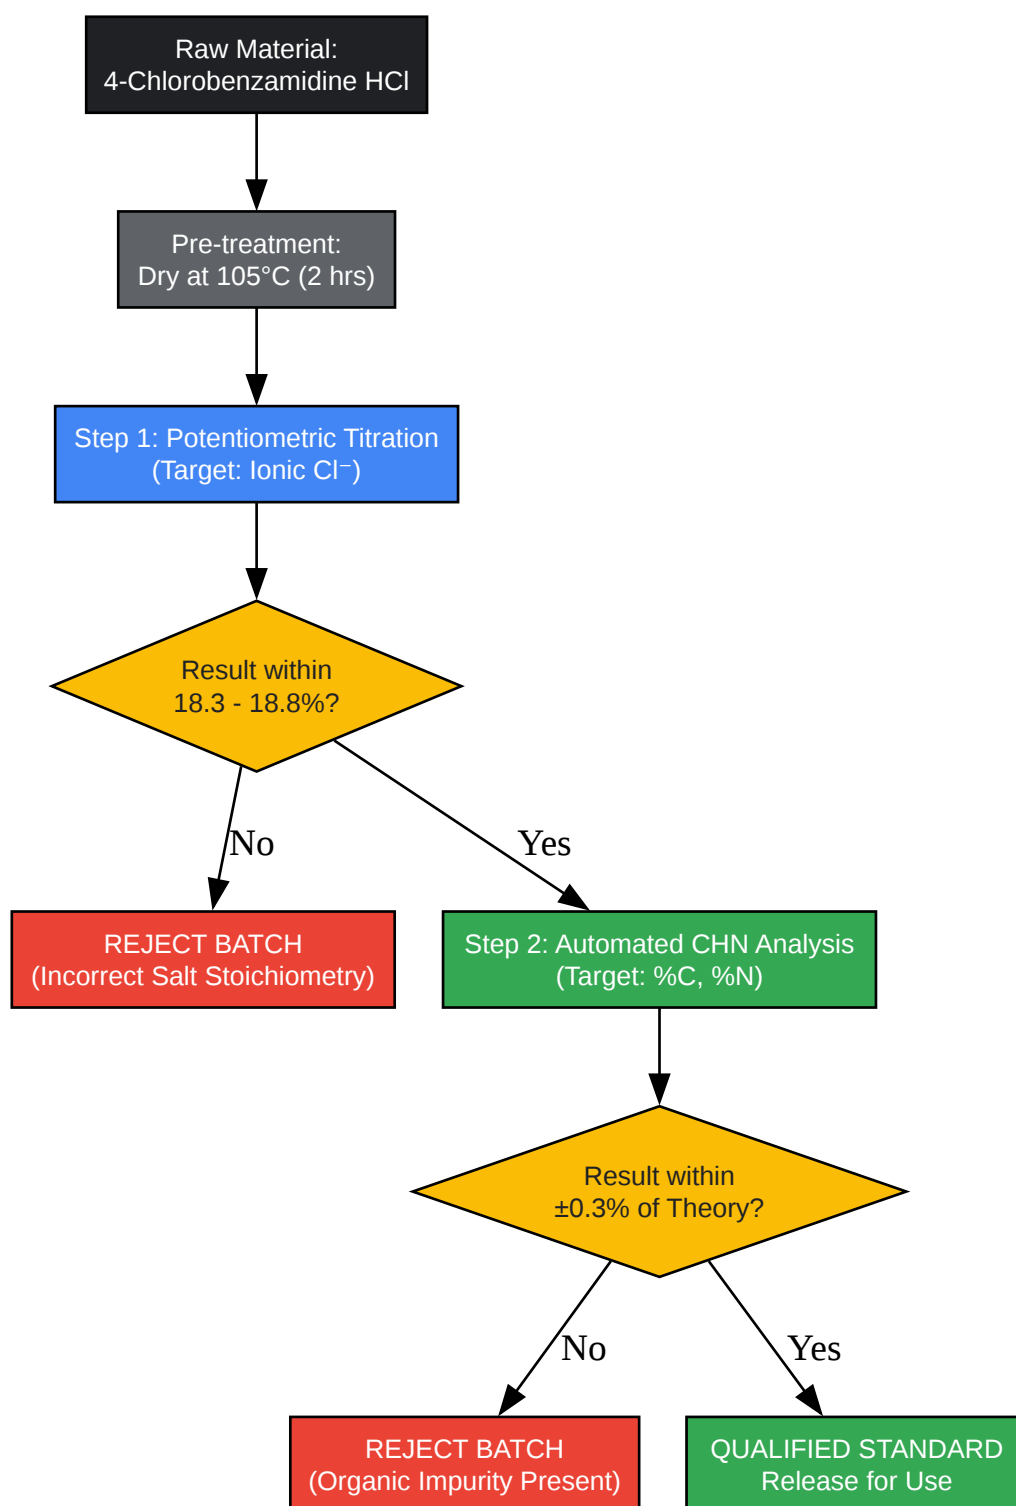 Raw Material:
4-Chlorobenzamidine HCl
Pre-treatment:
Dry at 105°C (2 hrs)
Step 1: Potentiometric Titration
(Target: Ionic Cl⁻)
Result within
18.3 - 18.8%?
No
Yes
REJECT BATCH
(Incorrect Salt Stoichiometry)
Step 2: Automated CHN Analysis
(Target: %C, %N)
Result within
±0.3% of Theory?
No
Yes
REJECT BATCH
(Organic Impurity Present)
QUALIFIED STANDARD
Release for Use